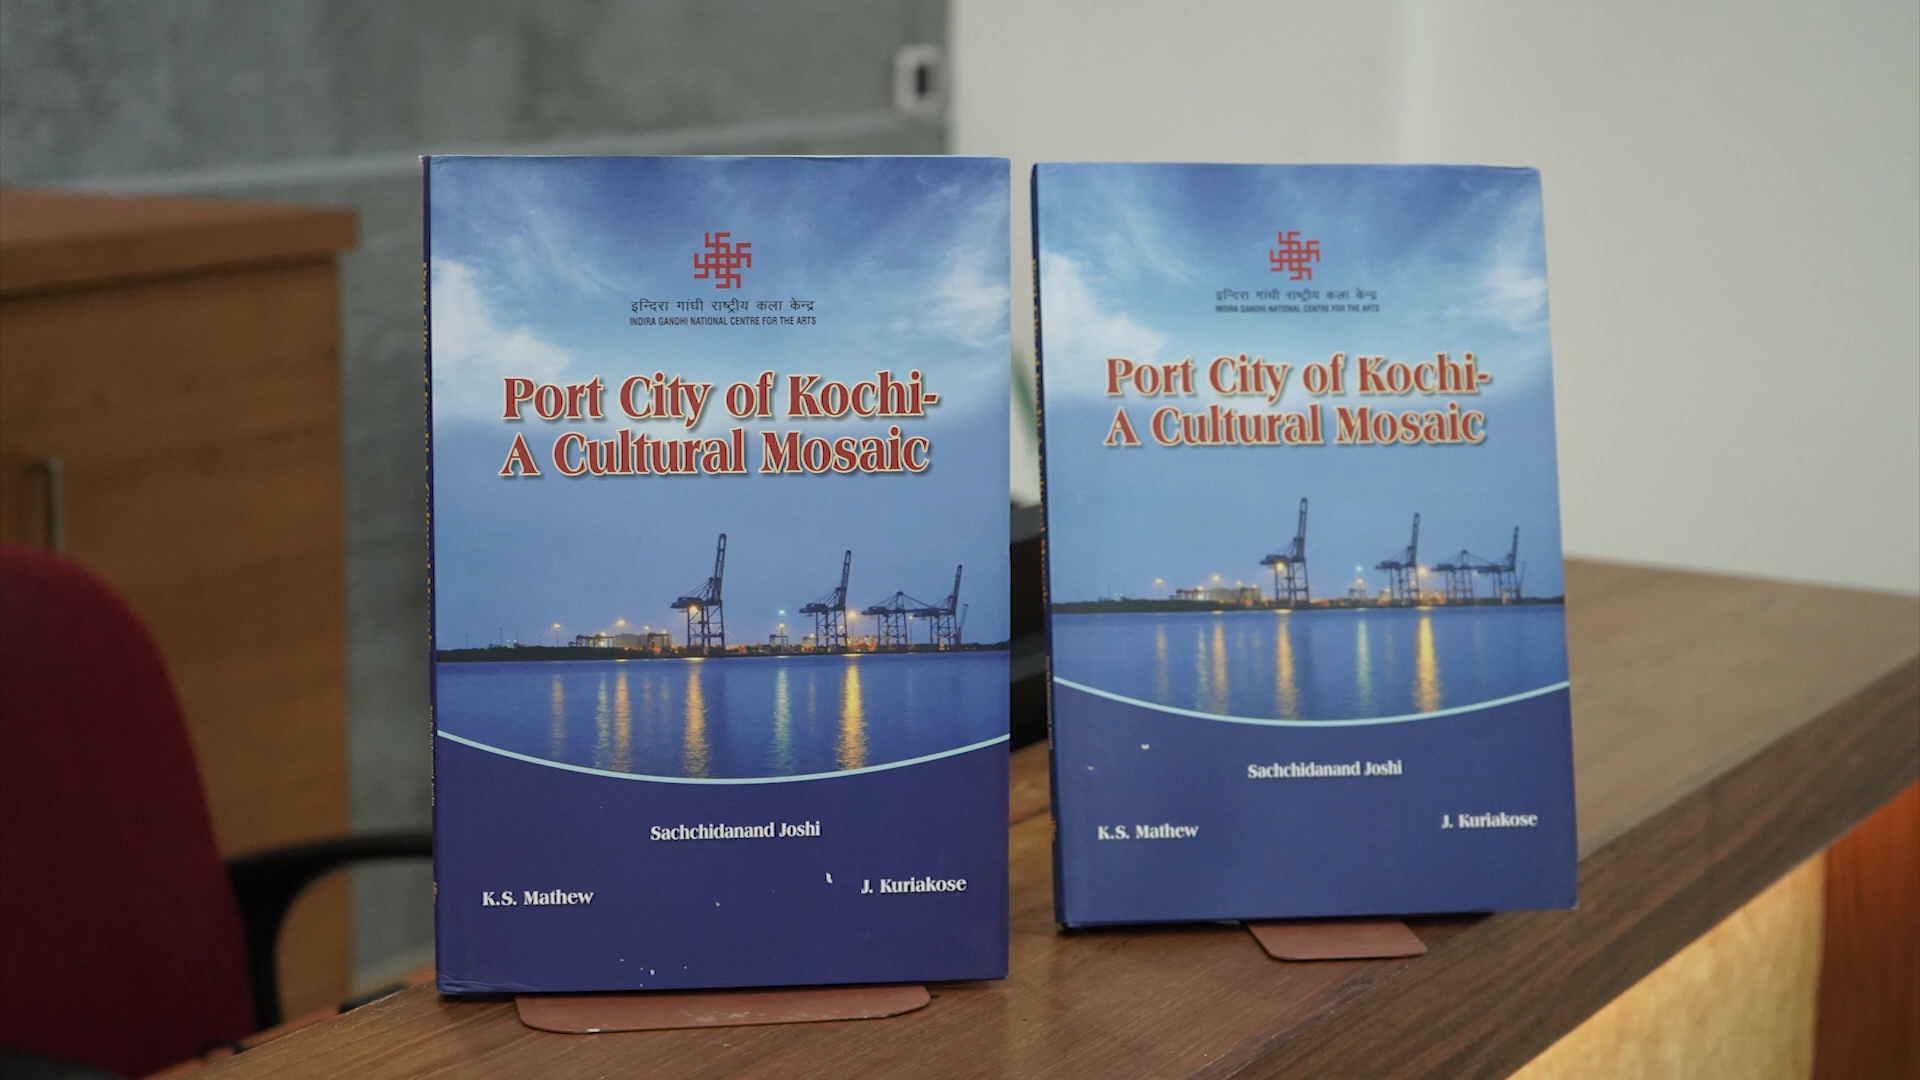 इन्दिरा गांधी राष्ट्रीय कला केन्द्र
INDIRA GANDHI NATIONAL CENTRE FOR THE ARTS
Port City of Kochi-
A Cultural Mosaic
Sachchidanand Joshi
K.S. Mathew
J. Kuriakose
इन्दिरा गांधी राष्ट्रीय कला केन्द्र
INDIRA GANDHI NATIONAL CENTRE FOR THE ARTS
Port City of Kochi-
A Cultural Mosaic
Sachchidanand Joshi
K.S. Mathew
J. Kuriakose